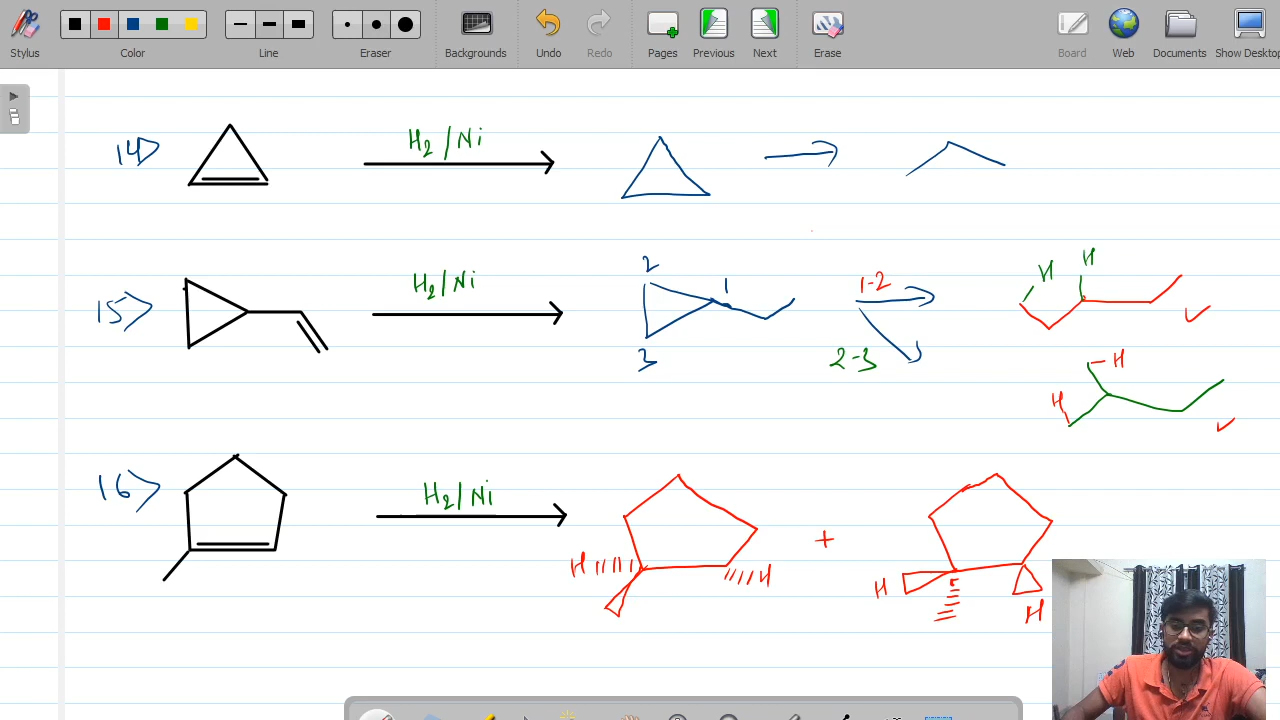 Stylus
Color
Line
Eraser
Backgrounds
Undo
Redo
Pages
Previous
Next
Erase
Board
Web
Documents
Show Desktop
14>
H2/Ni
15>
H2/Ni
2
1
3
1-2
2-3
H
H
H
H
16>
H2/Ni
H
H
+
H
H